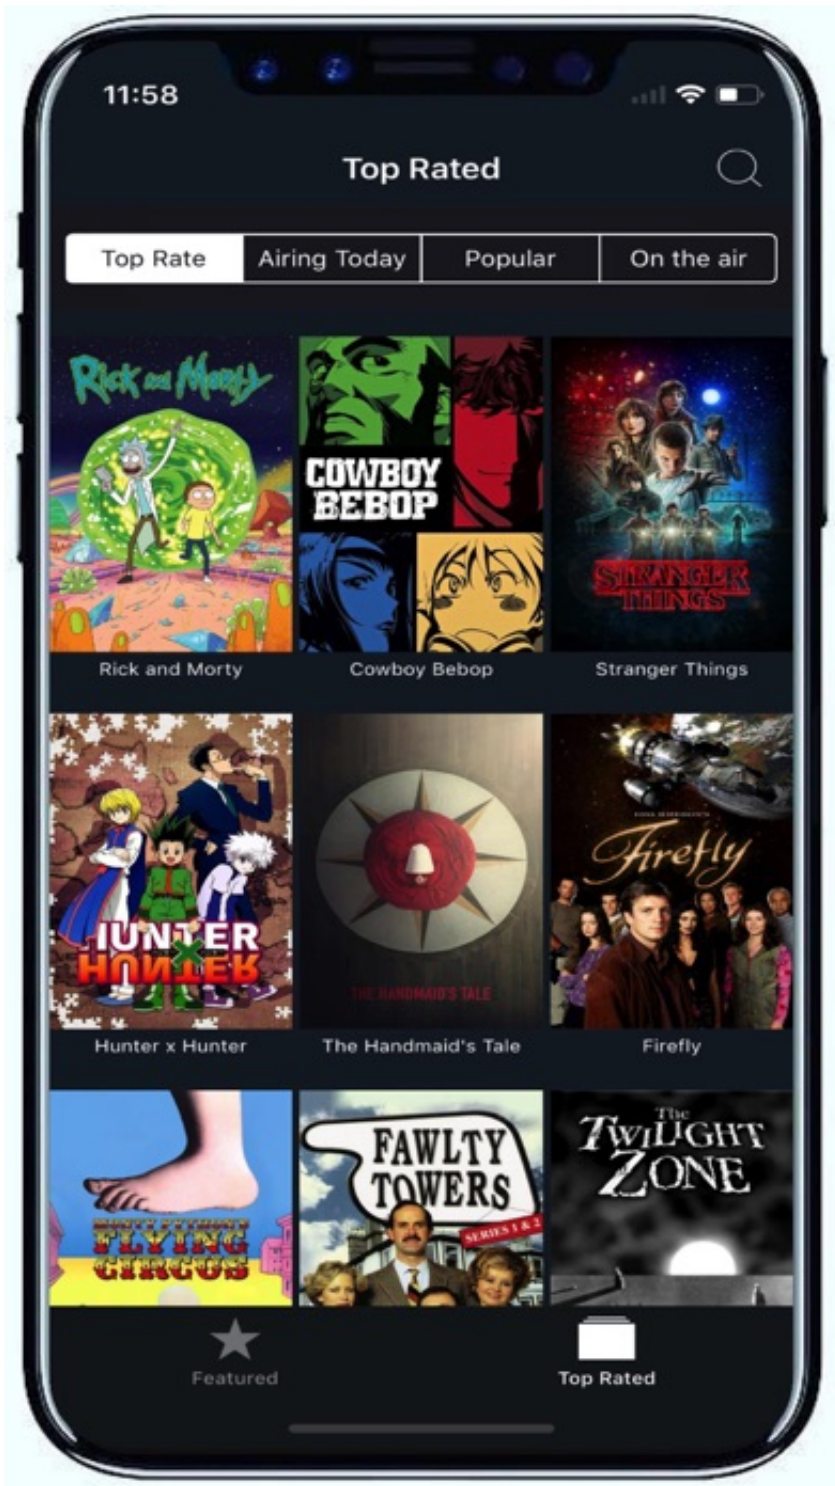 11:58
Top Rated
Top Rate
Airing Today
Popular
On the air
Rick and Morty
COWBOY
BEBOP
STRANGER
THINGS
Rick and Morty
Cowboy Bebop
Stranger Things
HUNTER
HUNTER
THE HANDMAID'S TALE
Firefly
Hunter x Hunter
The Handmaid's Tale
Firefly
MONTY PYTHON'S
FLYING
CIRCUS
FAWLTY
TOWERS
SERIES 1 & 2
The
TWILIGHT
ZONE
Featured
Top Rated